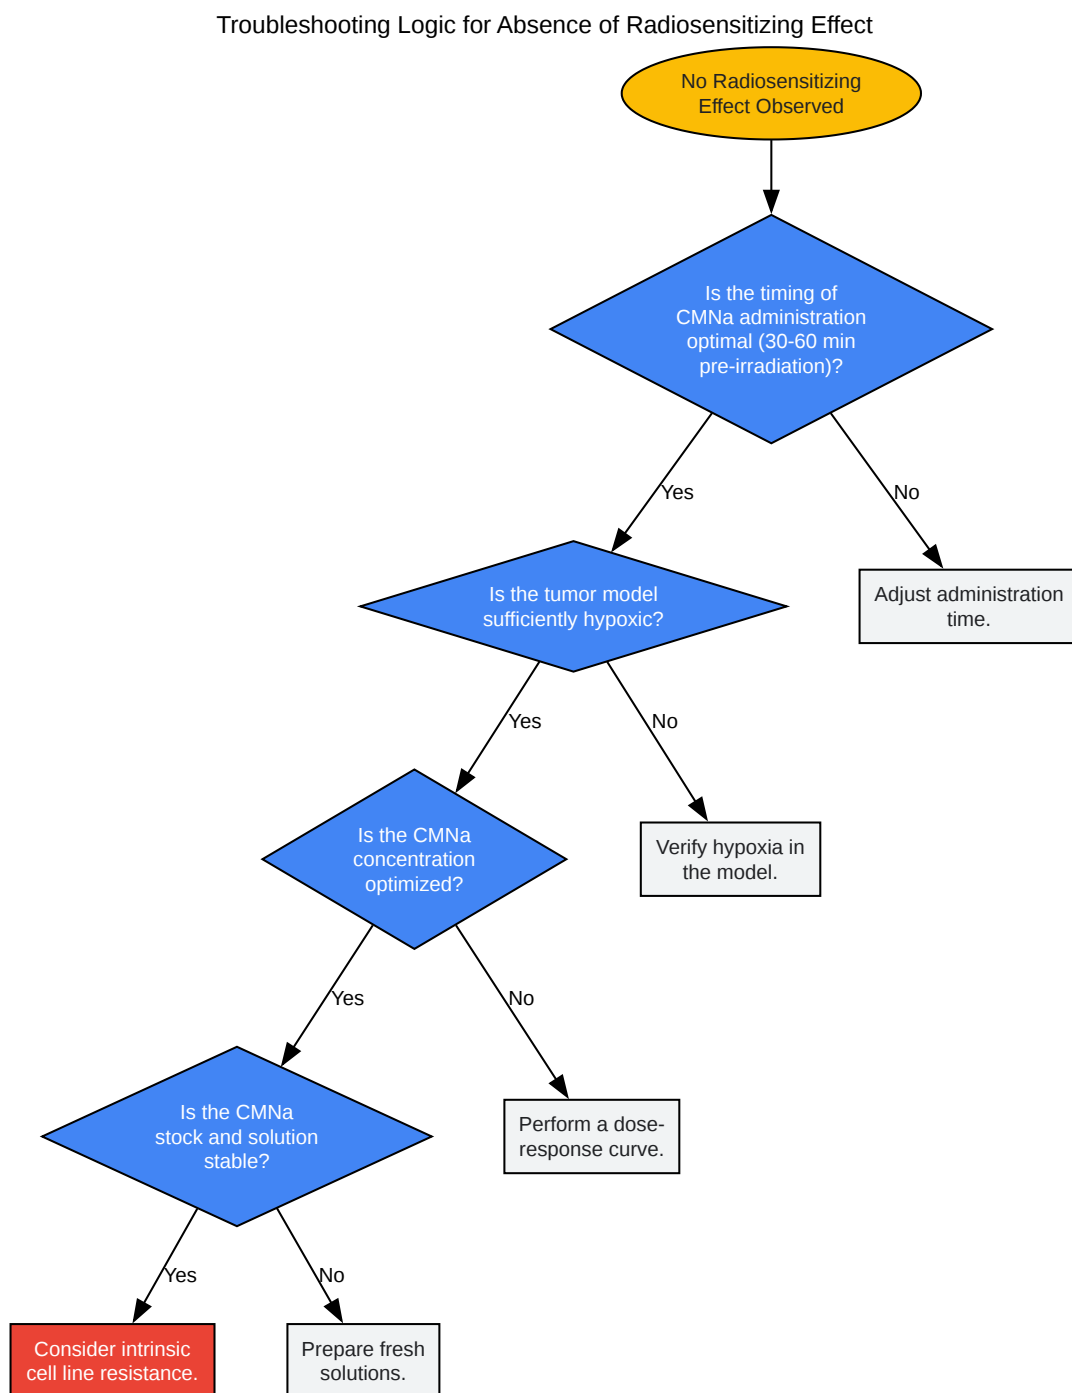 Troubleshooting Logic for Absence of Radiosensitizing Effect
No Radiosensitizing
Effect Observed
Is the timing of
CMNa administration
optimal (30-60 min
pre-irradiation)?
Yes
No
Is the tumor model
sufficiently hypoxic?
Adjust administration
time.
Yes
No
Is the CMNa
concentration
optimized?
Verify hypoxia in
the model.
Yes
No
Is the CMNa
stock and solution
stable?
Perform a dose-
response curve.
Yes
No
Consider intrinsic
cell line resistance.
Prepare fresh
solutions.